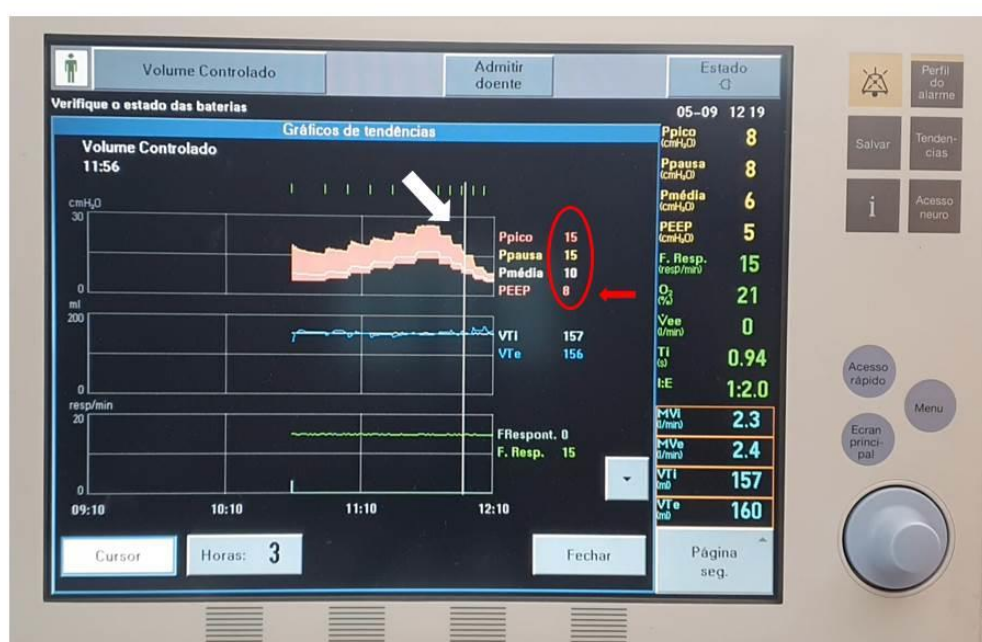 Volume Controlado
Admitir
doente
Estado
Verifique o estado das baterias
05-09 12 19
Gráficos de tendências
Volume Controlado
11:56
cmH₂O
30
0
Ppico 15
Ppausa 15
Pmédia 10
PEEP 8
ml
200
0
VTi 157
VTe 156
resp/min
20
0
FRespont. 0
F. Resp. 15
09:10 10:10 11:10 12:10
Cursor
Horas: 3
Fechar
Ppico
(cmH₂O) 8
Ppausa
(cmH₂O) 8
Pmédia
(cmH₂O) 6
PEEP
(cmH₂O) 5
F. Resp.
(resp/min) 15
O₂
(%) 21
V̇ee
(l/min) 0
Ti
(s) 0.94
I:E 1:2.0
MVi
(l/min) 2.3
MVe
(l/min) 2.4
VTi
(ml) 157
VTe
(ml) 160
Página
seg.
Perfil
do
alarme
Salvar
Tenden-
cias
i
Acesso
neuro
Acesso
rápido
Menu
Ecran
princi-
pal